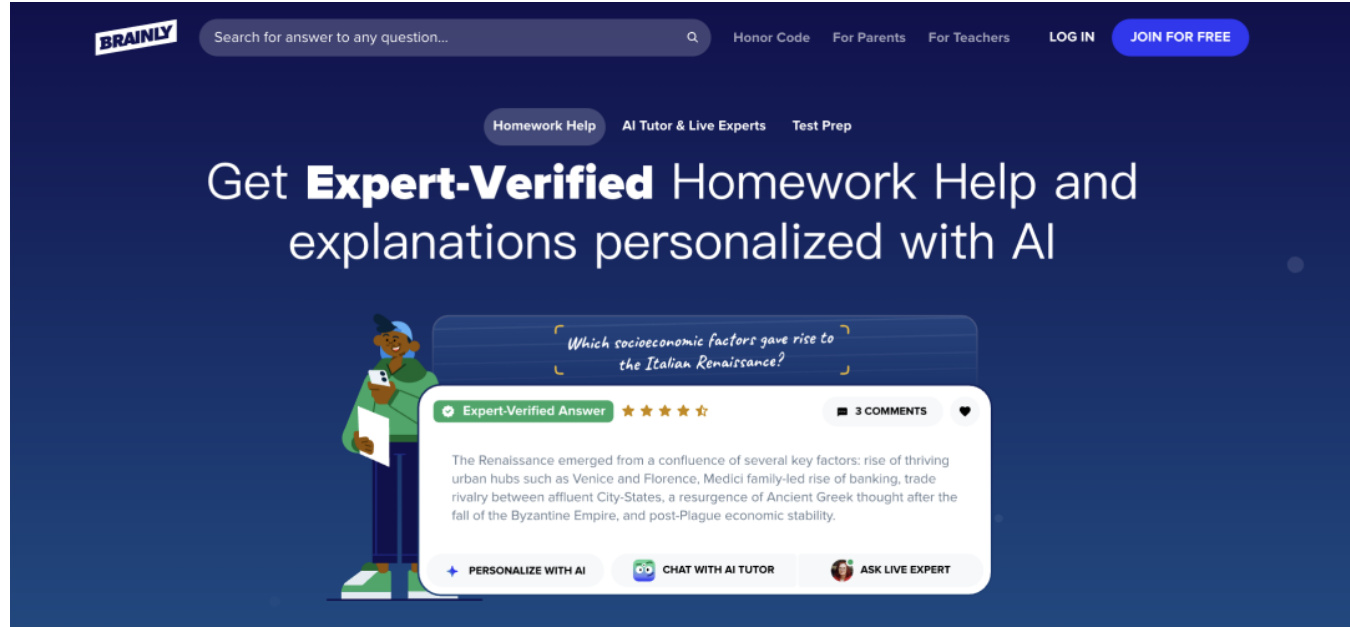 BRAINLY
Search for answer to any question...
Honor Code
For Parents
For Teachers
LOG IN
JOIN FOR FREE
Homework Help
AI Tutor & Live Experts
Test Prep
Get Expert-Verified Homework Help and
explanations personalized with AI
Which socioeconomic factors gave rise to
the Italian Renaissance?
Expert-Verified Answer
3 COMMENTS
The Renaissance emerged from a confluence of several key factors: rise of thriving
urban hubs such as Venice and Florence, Medici family-led rise of banking, trade
rivalry between affluent City-States, a resurgence of Ancient Greek thought after the
fall of the Byzantine Empire, and post-Plague economic stability.
PERSONALIZE WITH AI
CHAT WITH AI TUTOR
ASK LIVE EXPERT